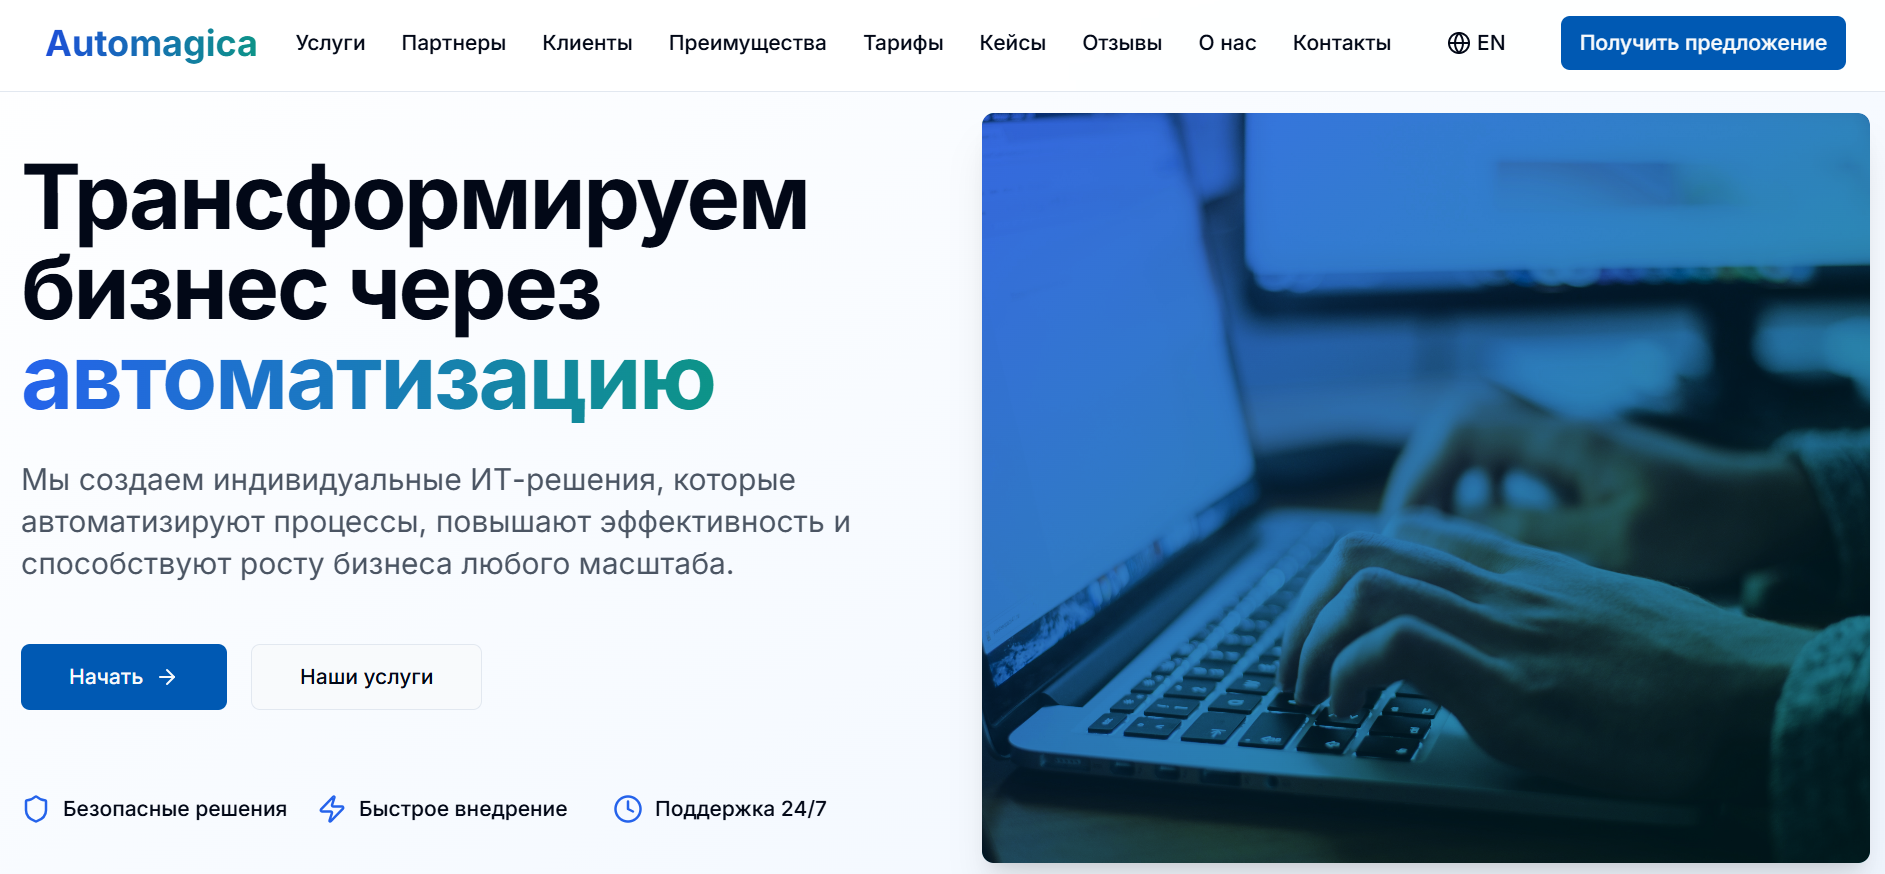 Automagica
Услуги
Партнеры
Клиенты
Преимущества
Тарифы
Кейсы
Отзывы
О нас
Контакты
EN
Получить предложение
Трансформируем
бизнес через
автоматизацию
Мы создаем индивидуальные ИТ-решения, которые
автоматизируют процессы, повышают эффективность и
способствуют росту бизнеса любого масштаба.
Начать
Наши услуги
Безопасные решения
Быстрое внедрение
Поддержка 24/7